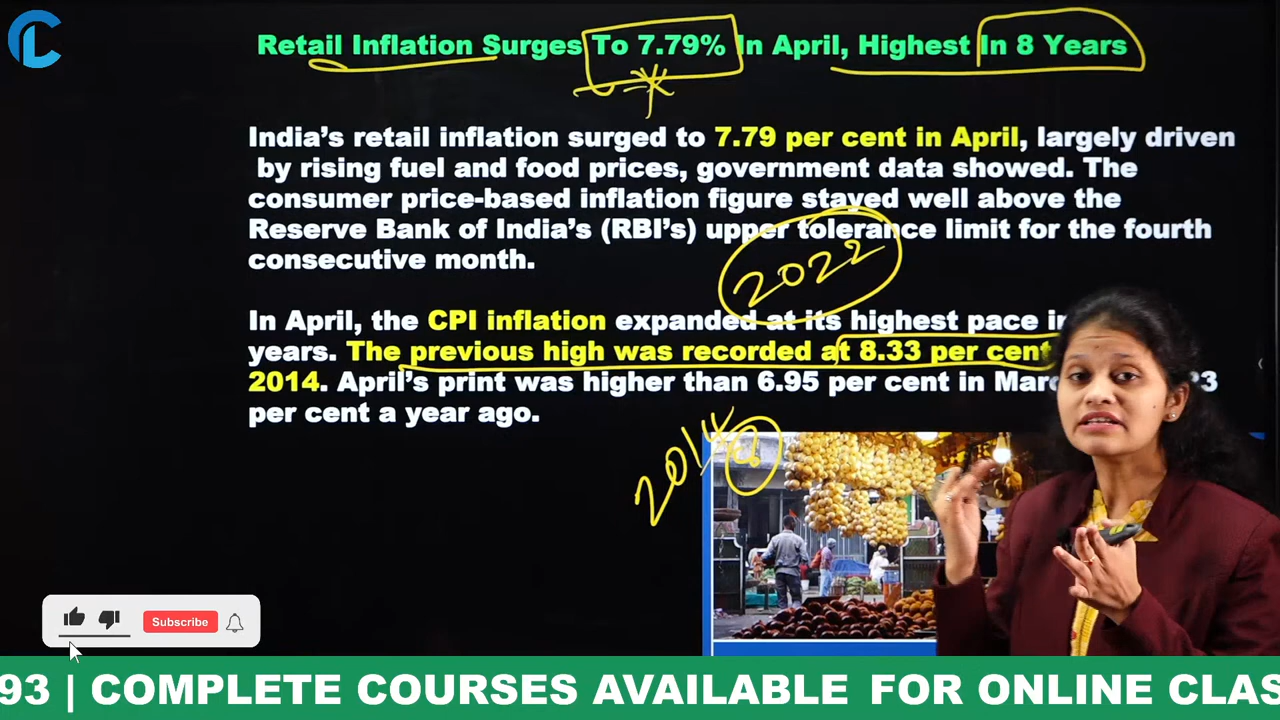 Retail Inflation Surges To 7.79% In April, Highest In 8 Years
India's retail inflation surged to 7.79 per cent in April, largely driven
by rising fuel and food prices, government data showed. The
consumer price-based inflation figure stayed well above the
Reserve Bank of India's (RBI's) upper tolerance limit for the fourth
consecutive month.
2022
In April, the CPI inflation expanded at its highest pace
years. The previous high was recorded at 8.33 per cent
2014. April's print was higher than 6.95 per cent in
per cent a year ago.
2014
Subscribe
93 | COMPLETE COURSES AVAILABLE FOR ONLINE CLAS